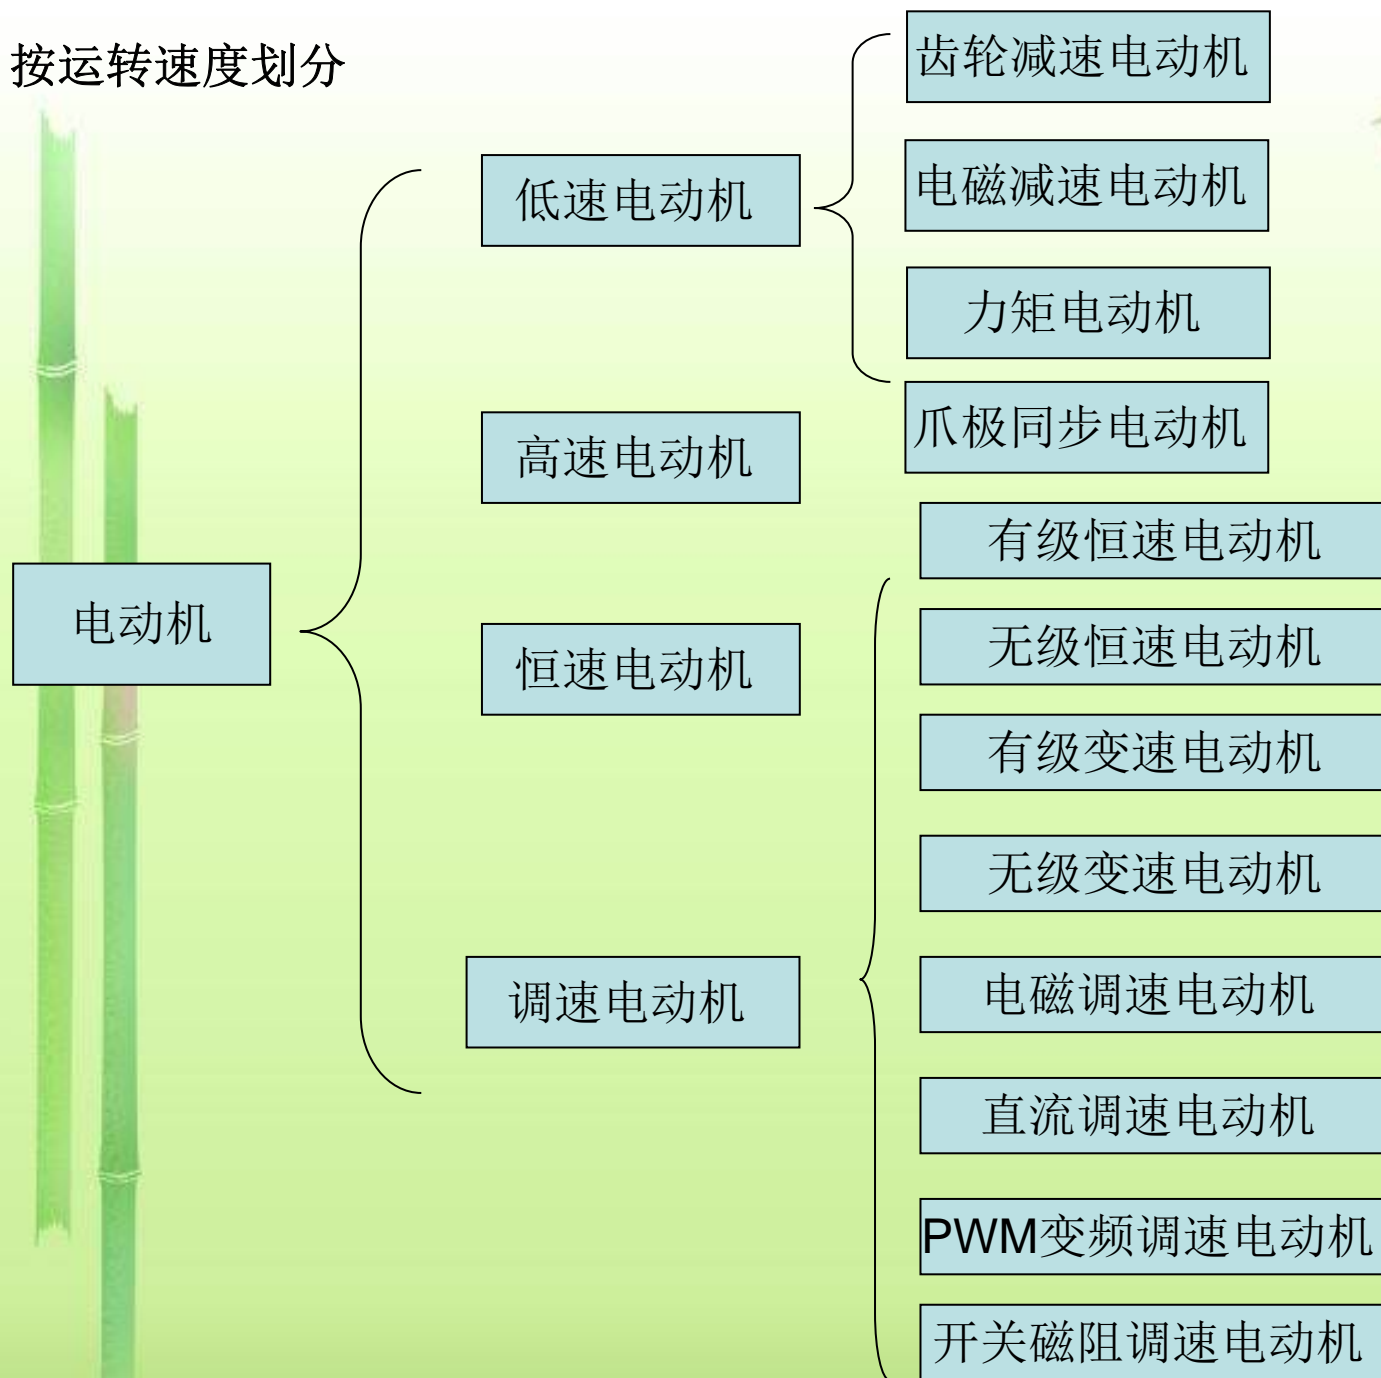 按运转速度划分
电动机
低速电动机
齿轮减速电动机
电磁减速电动机
力矩电动机
爪极同步电动机
高速电动机
恒速电动机
调速电动机
有级恒速电动机
无级恒速电动机
有级变速电动机
无级变速电动机
电磁调速电动机
直流调速电动机
PWM变频调速电动机
开关磁阻调速电动机